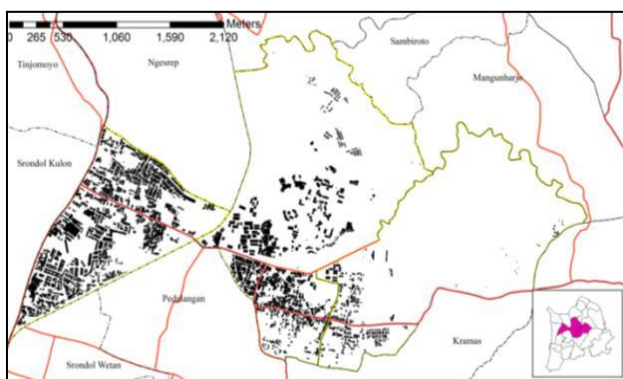 Meters
0 265 530 1,060 1,590 2,120
Tinjomoyo
Ngesrep
Sambiroto
Mangunharjo
Srondol Kulon
Pedalangan
Kramas
Srondol Wetan